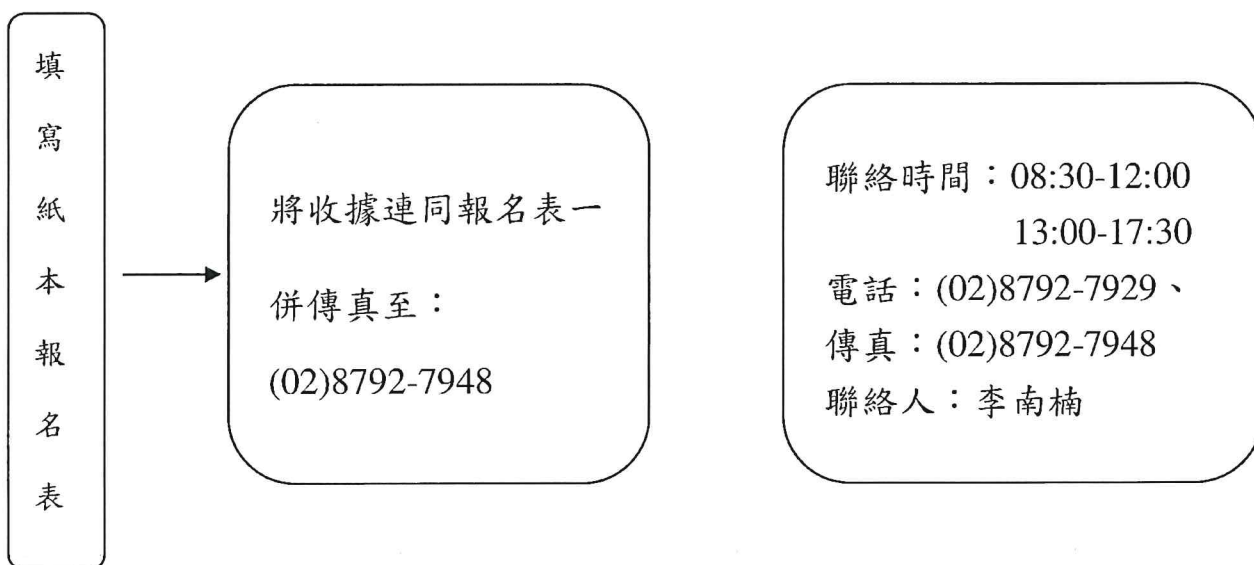 填寫紙本報名表
將收據連同報名表一
併傳真至：
(02)8792-7948
聯絡時間：08:30-12:00
13:00-17:30
電話：(02)8792-7929、
傳真：(02)8792-7948
聯絡人：李南楠